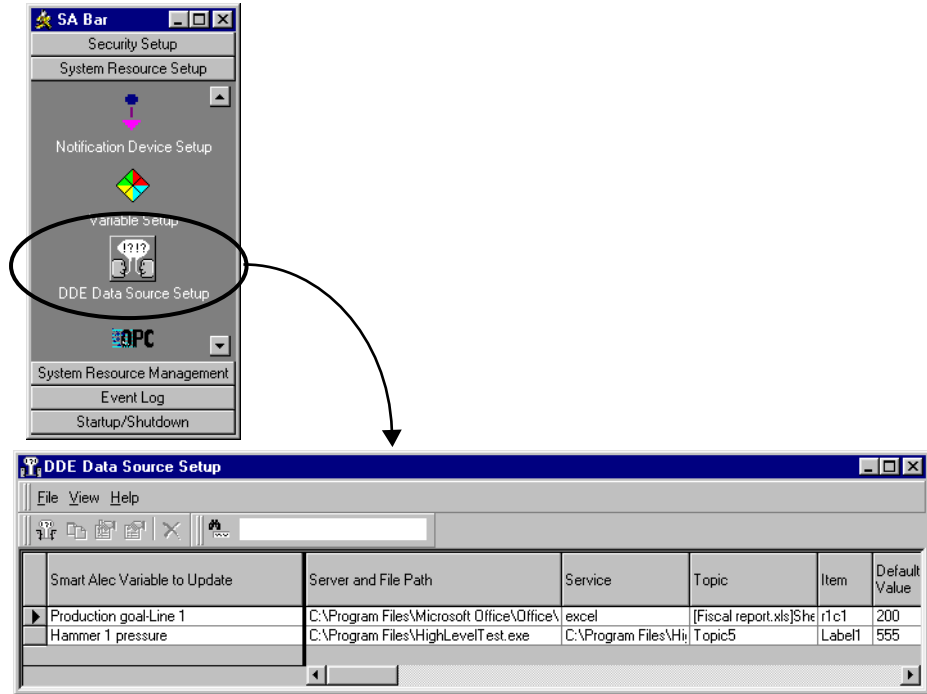 SA Bar
Security Setup
System Resource Setup
Notification Device Setup
Variable Setup
!?!?
DDE Data Source Setup
OPC
System Resource Management
Event Log
Startup/Shutdown
DDE Data Source Setup
File View Help
Smart Alec Variable to Update Server and File Path Service Topic Item Default Value
Production goal-Line 1 C:\Program Files\Microsoft Office\Office\ excel [Fiscal report.xls]She r1c1 200
Hammer 1 pressure C:\Program Files\HighLevelTest.exe C:\Program Files\Hi Topic5 Label1 555